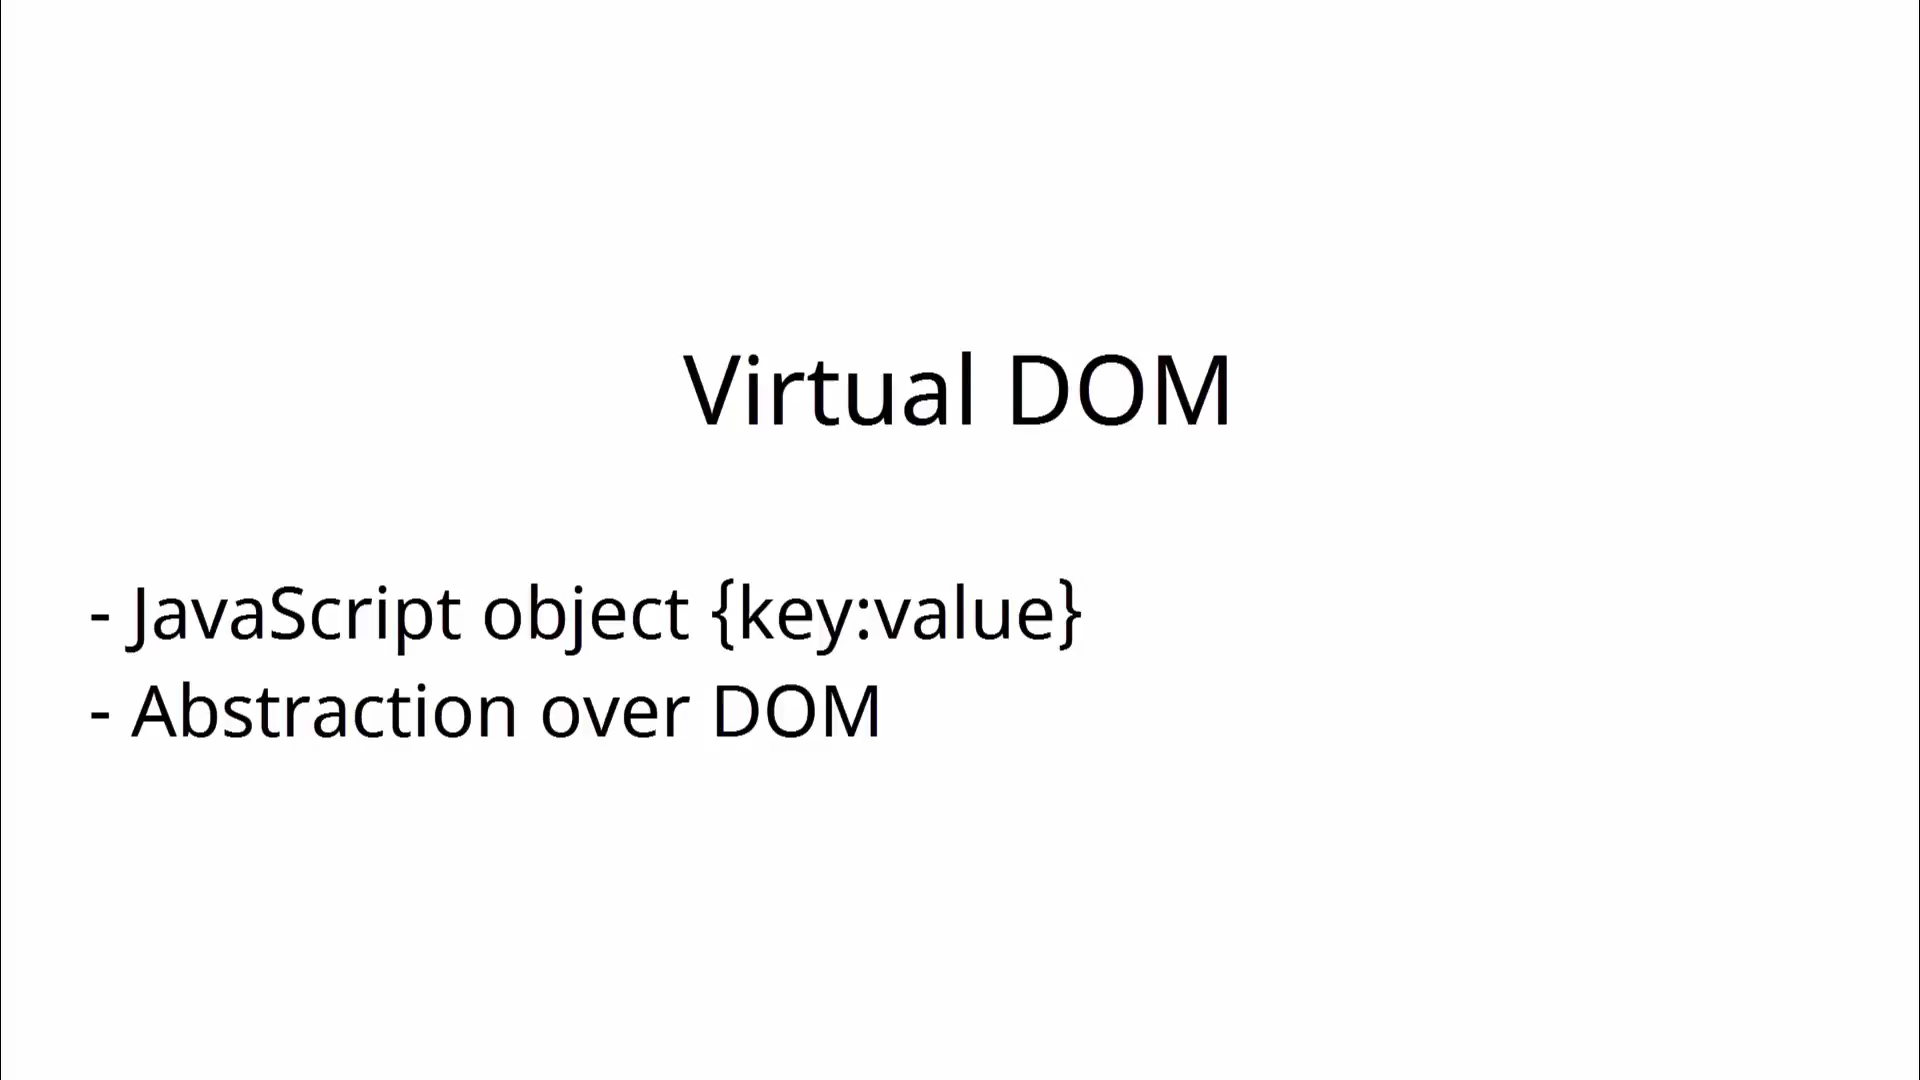 Virtual DOM
- JavaScript object {key:value}
- Abstraction over DOM